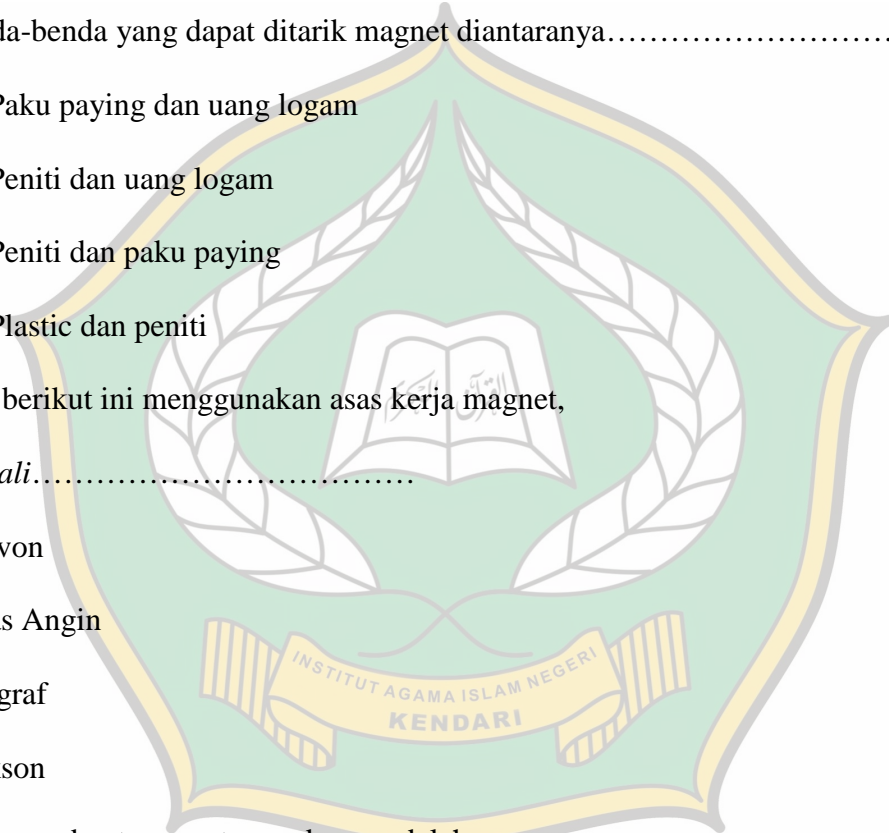 da-benda yang dapat ditarik magnet diantaranya……………………….
Paku paying dan uang logam
Peniti dan uang logam
Peniti dan paku paying
Plastic dan peniti
berikut ini menggunakan asas kerja magnet,
ali………………………………
von
as Angin
graf
son
INSTITUT AGAMA ISLAM NEGERI
KENDARI